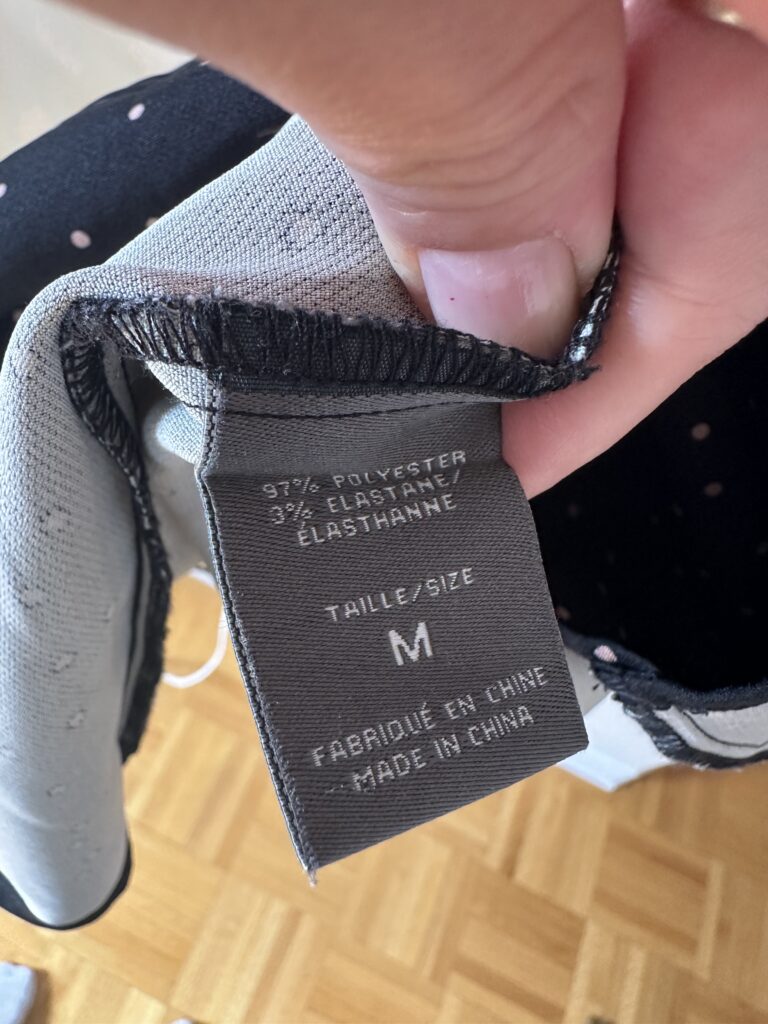 97% POLYESTER
3% ELASTANE/
ÉLASTHANNE
TAILLE/SIZE
M
FABRIQUÉ EN CHINE
MADE IN CHINA